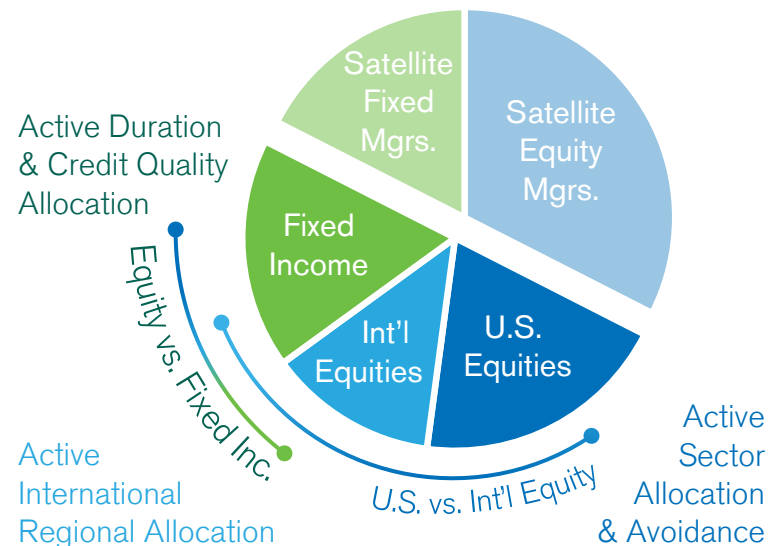 Satellite
Fixed
Mgrs.
Satellite
Equity
Mgrs.
Active Duration
& Credit Quality
Allocation
Fixed
Income
Int'l
Equities
U.S.
Equities
Equity vs. Fixed Inc.
U.S. vs. Int'l Equity
Active
International
Regional Allocation
Active
Sector
Allocation
& Avoidance